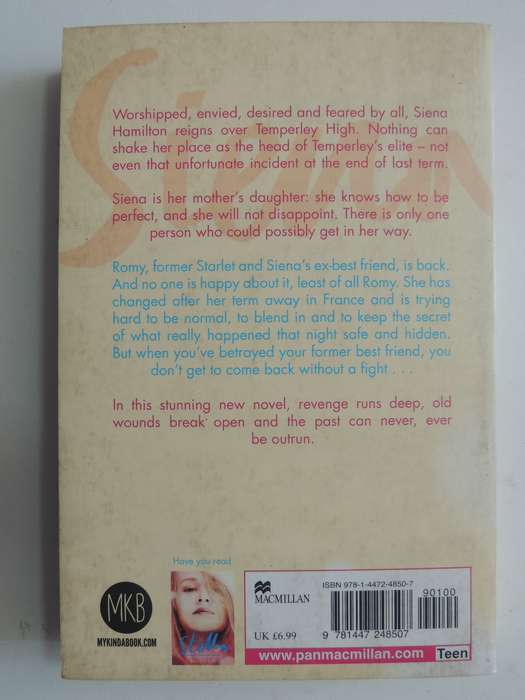 Siena
Worshipped, envied, desired and feared by all, Siena
Hamilton reigns over Temperley High. Nothing can
shake her place as the head of Temperley's elite – not
even that unfortunate incident at the end of last term.
Siena is her mother's daughter: she knows how to be
perfect, and she will not disappoint. There is only one
person who could possibly get in her way.
Romy, former Starlet and Siena's ex-best friend, is back.
And no one is happy about it, least of all Romy. She has
changed after her term away in France and is trying
hard to be normal, to blend in and to keep the secret
of what really happened that night safe and hidden.
But when you've betrayed your former best friend, you
don't get to come back without a fight . . .
In this stunning new novel, revenge runs deep, old
wounds break open and the past can never, ever
be outrun.
Have you read
Stella
MKB
MYKINDABOOK.COM
MACMILLAN
UK £6.99
ISBN 978-1-4472-4850-7
90100
9 781447 248507
www.panmacmillan.com Teen